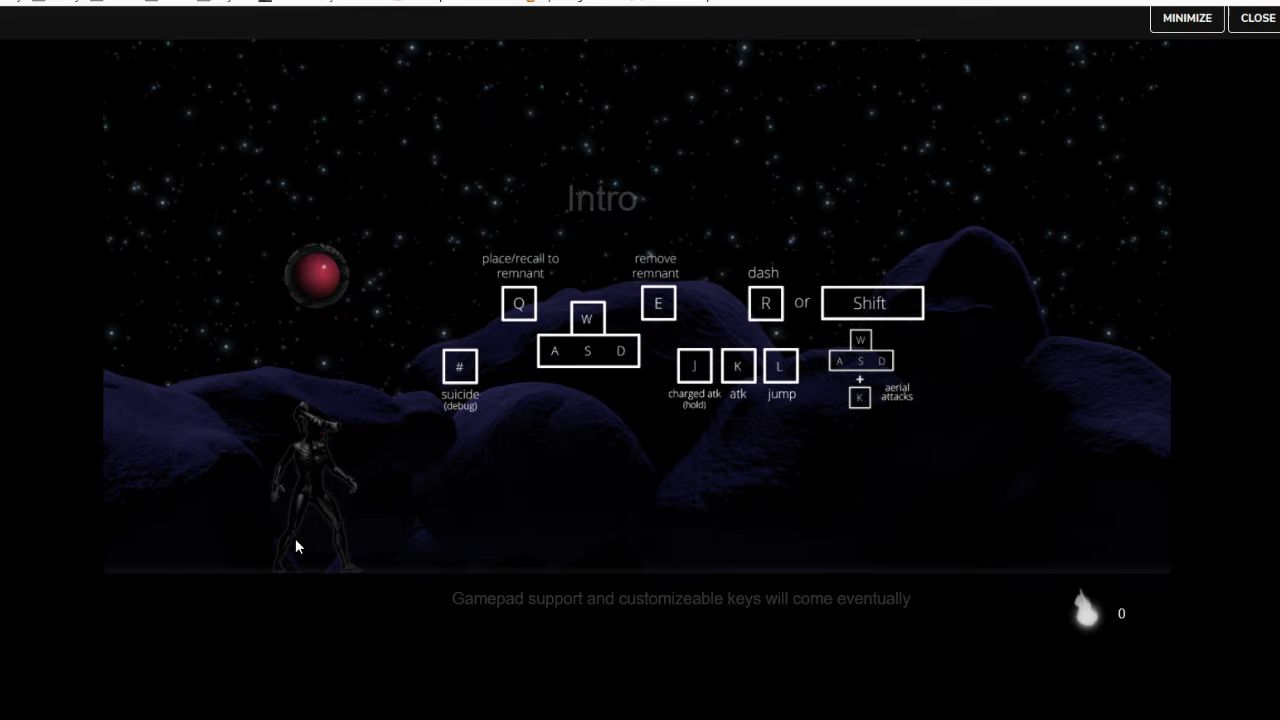 MINIMIZE
CLOSE
Intro
place/recall to
remnant
remove
remnant
dash
Q
E
R
or
Shift
W
A S D
#
suicide
(debug)
J
K
L
charged atk
(hold)
atk
jump
W
A S D
+
K
aerial
attacks
Gamepad support and customizeable keys will come eventually
0